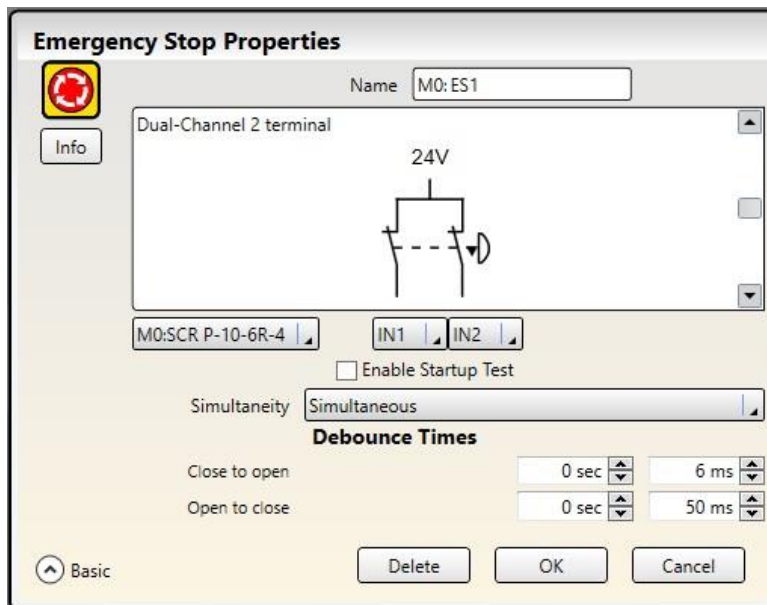 Emergency Stop Properties
Name M0:ES1
Info
Dual-Channel 2 terminal
24V
M0:SCR P-10-6R-4 IN1 IN2
Enable Startup Test
Simultaneity Simultaneous
Debounce Times
Close to open 0 sec 6 ms
Open to close 0 sec 50 ms
Basic Delete OK Cancel